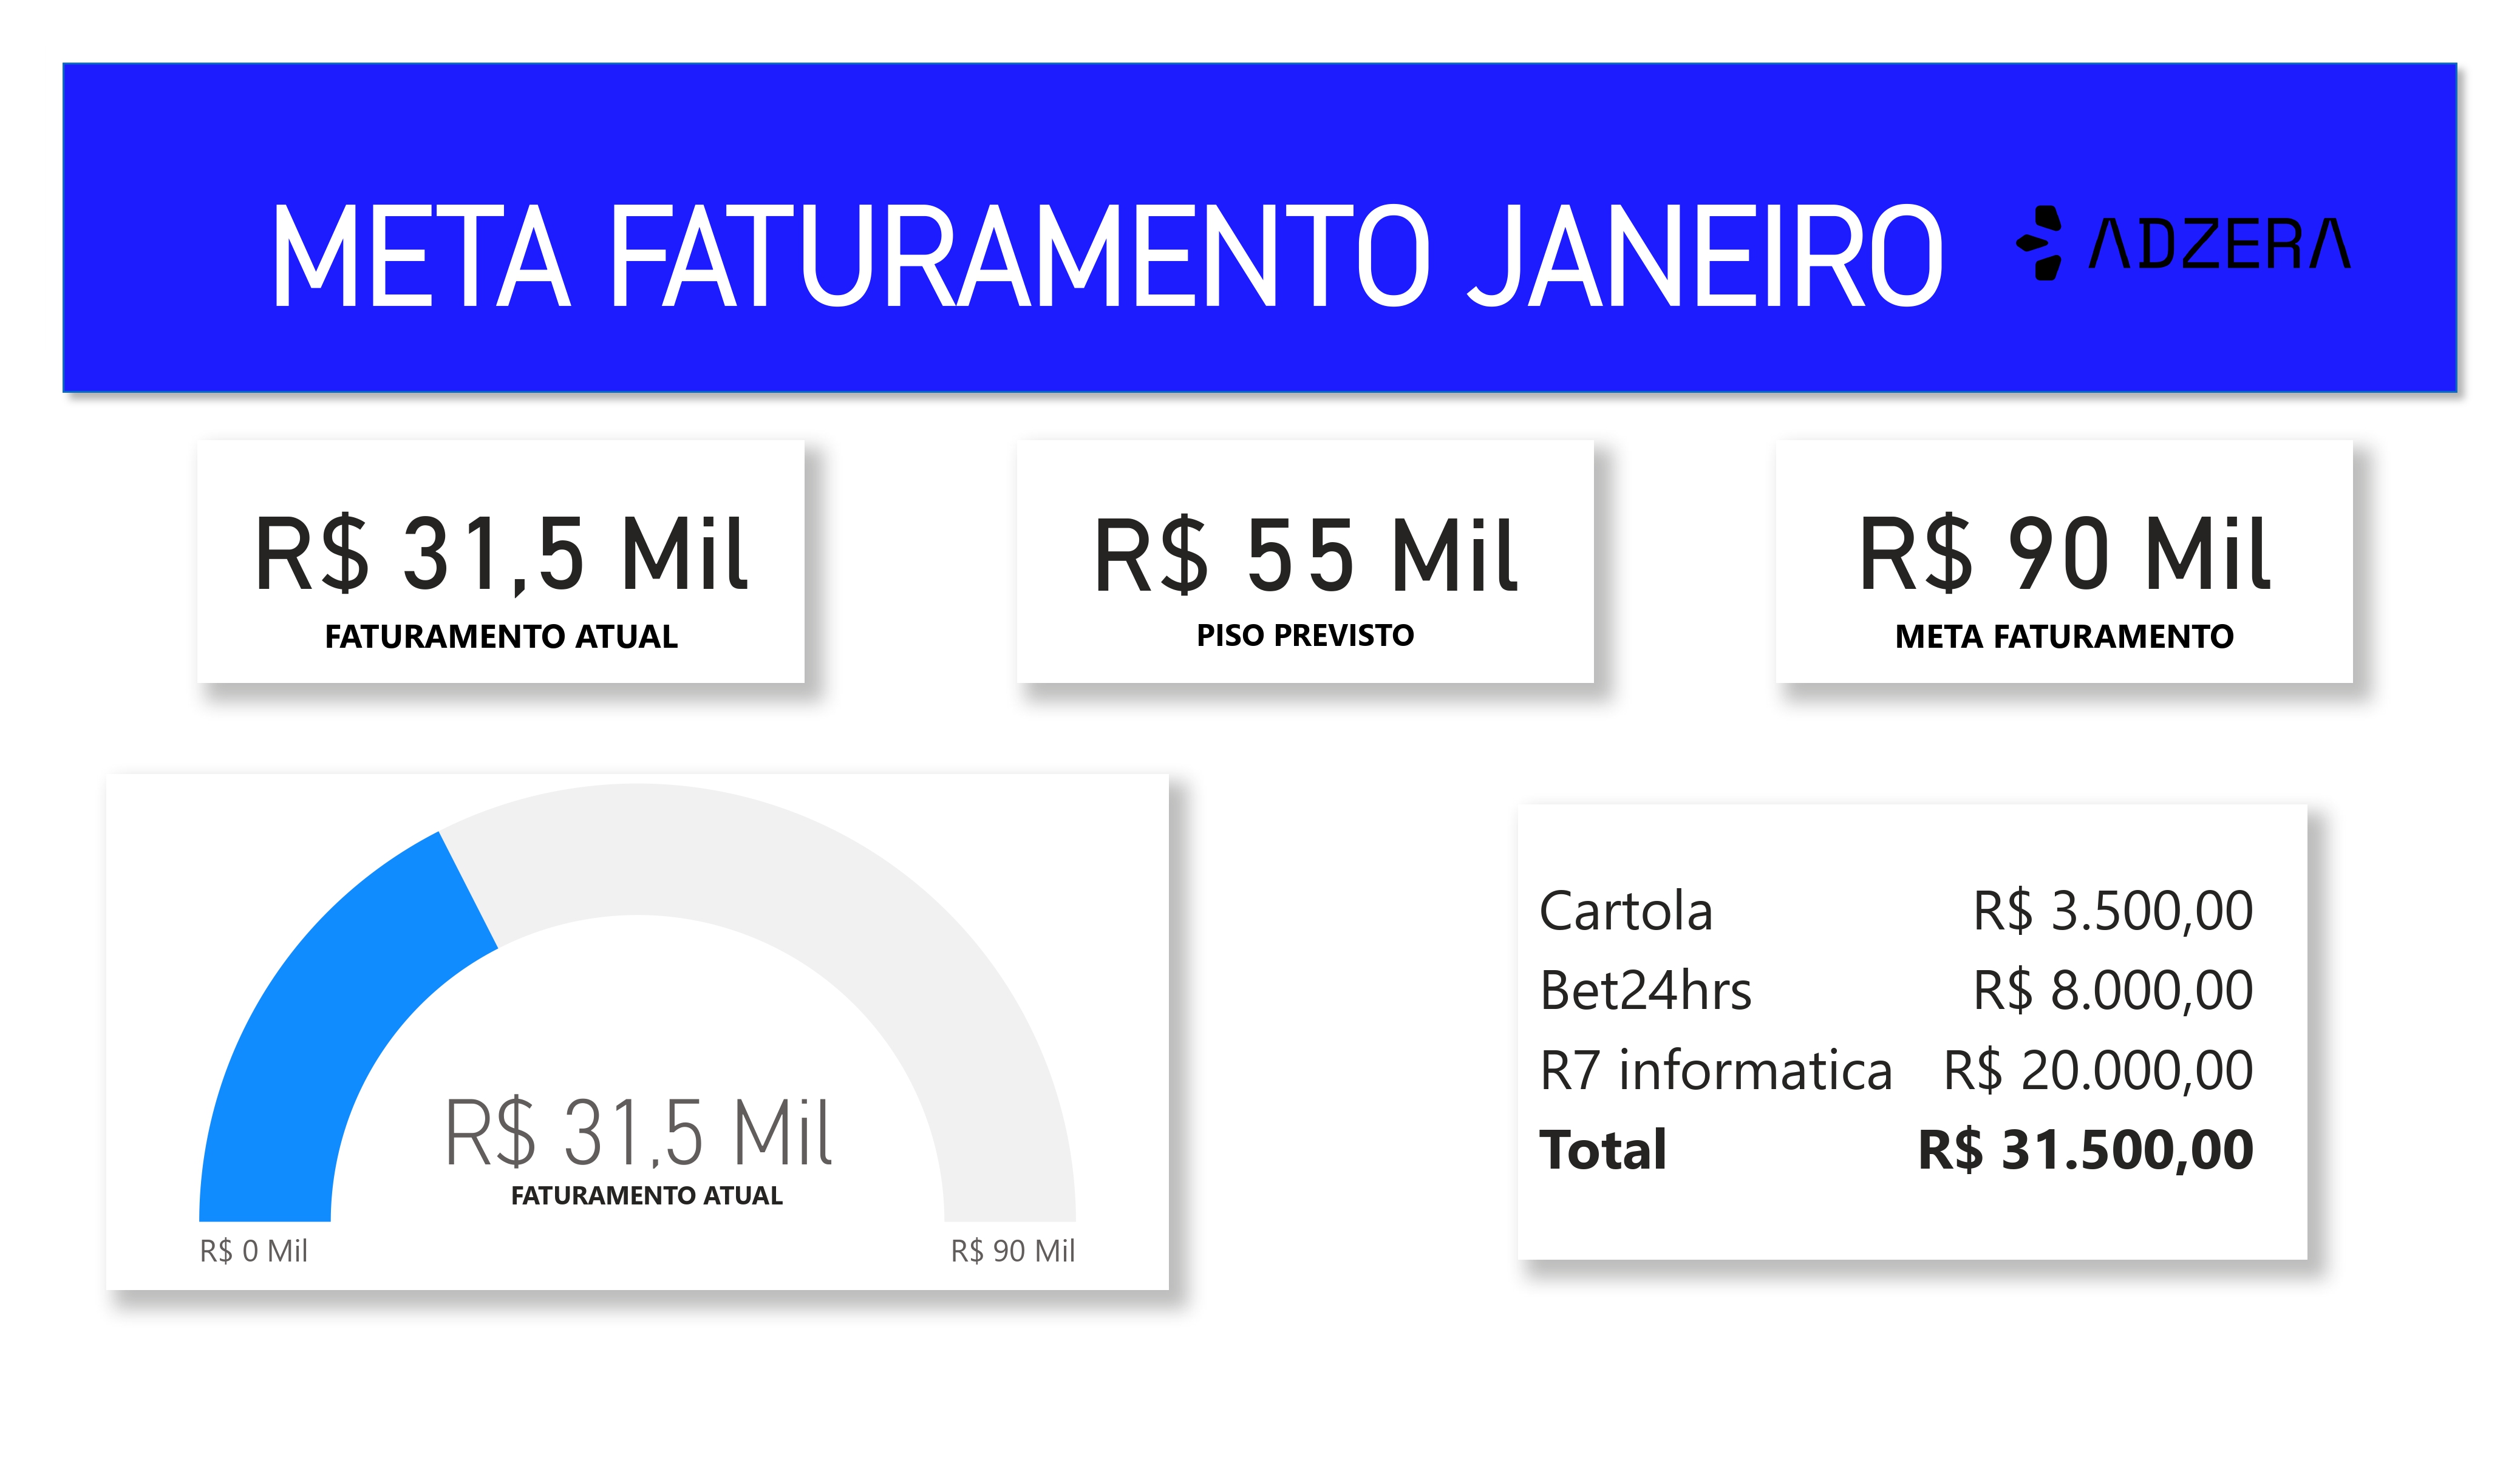 META FATURAMENTO JANEIRO
ADZERA
R$ 31,5 Mil
FATURAMENTO ATUAL
R$ 55 Mil
PISO PREVISTO
R$ 90 Mil
META FATURAMENTO
R$ 31,5 Mil
FATURAMENTO ATUAL
R$ 0 Mil
R$ 90 Mil
Cartola R$ 3.500,00
Bet24hrs R$ 8.000,00
R7 informatica R$ 20.000,00
Total R$ 31.500,00